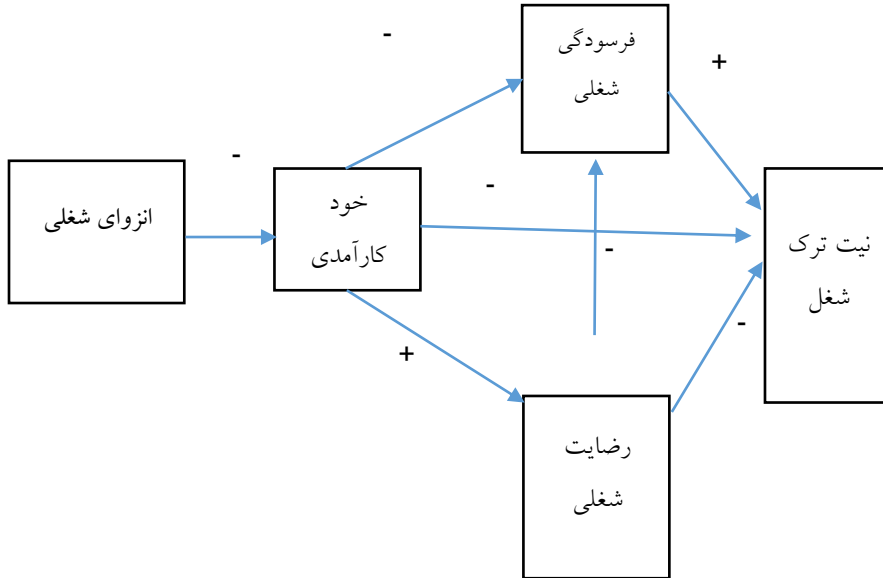 -
فرسودگی
شغلی
+
-
انزوای شغلی
خود
کارآمدی
-
-
نیت ترک
شغل
+
-
رضایت
شغلی